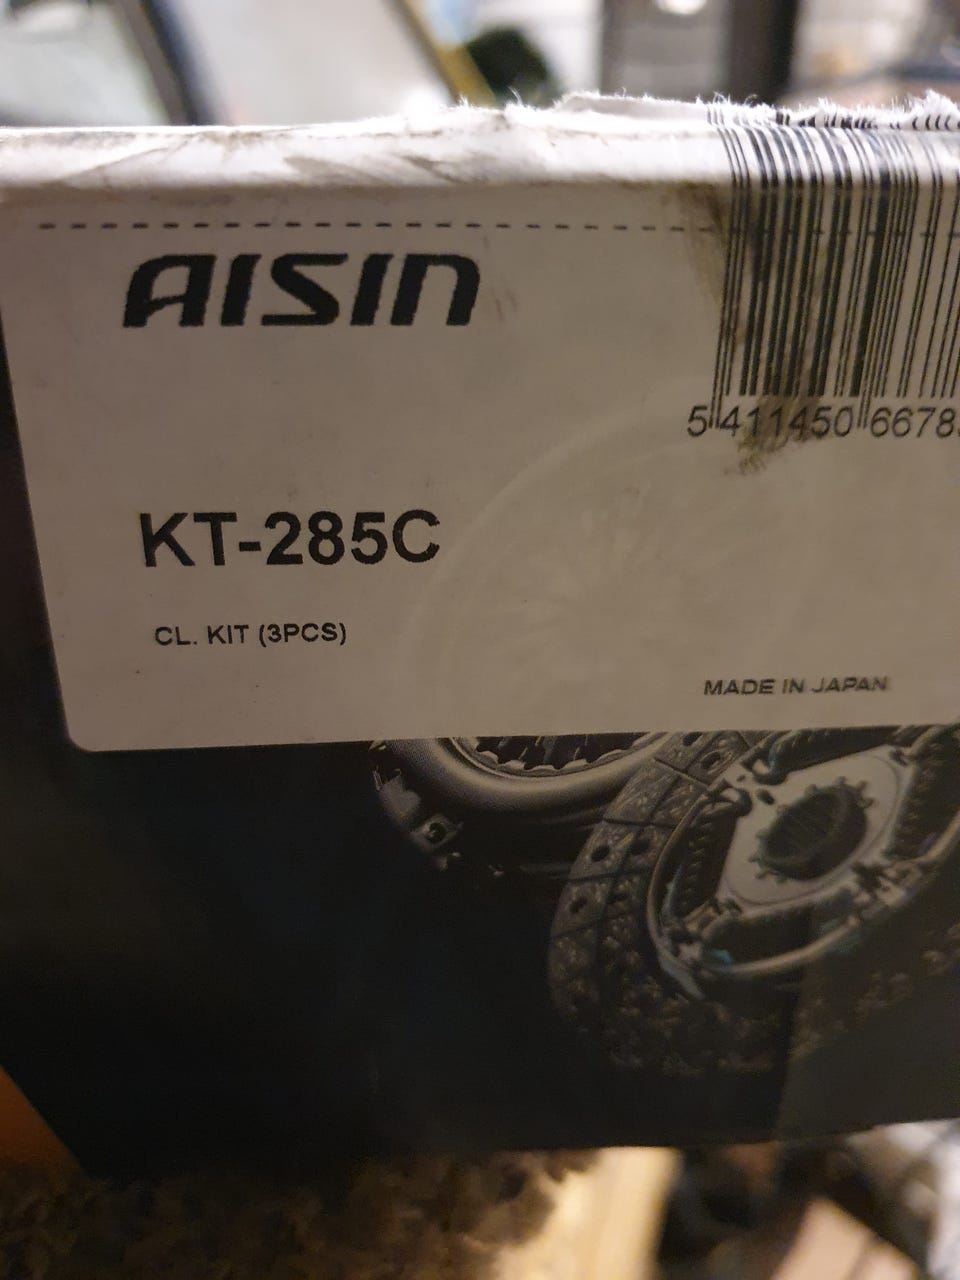 AISIN
5 411450 6678
KT-285C
CL. KIT (3PCS)
MADE IN JAPAN